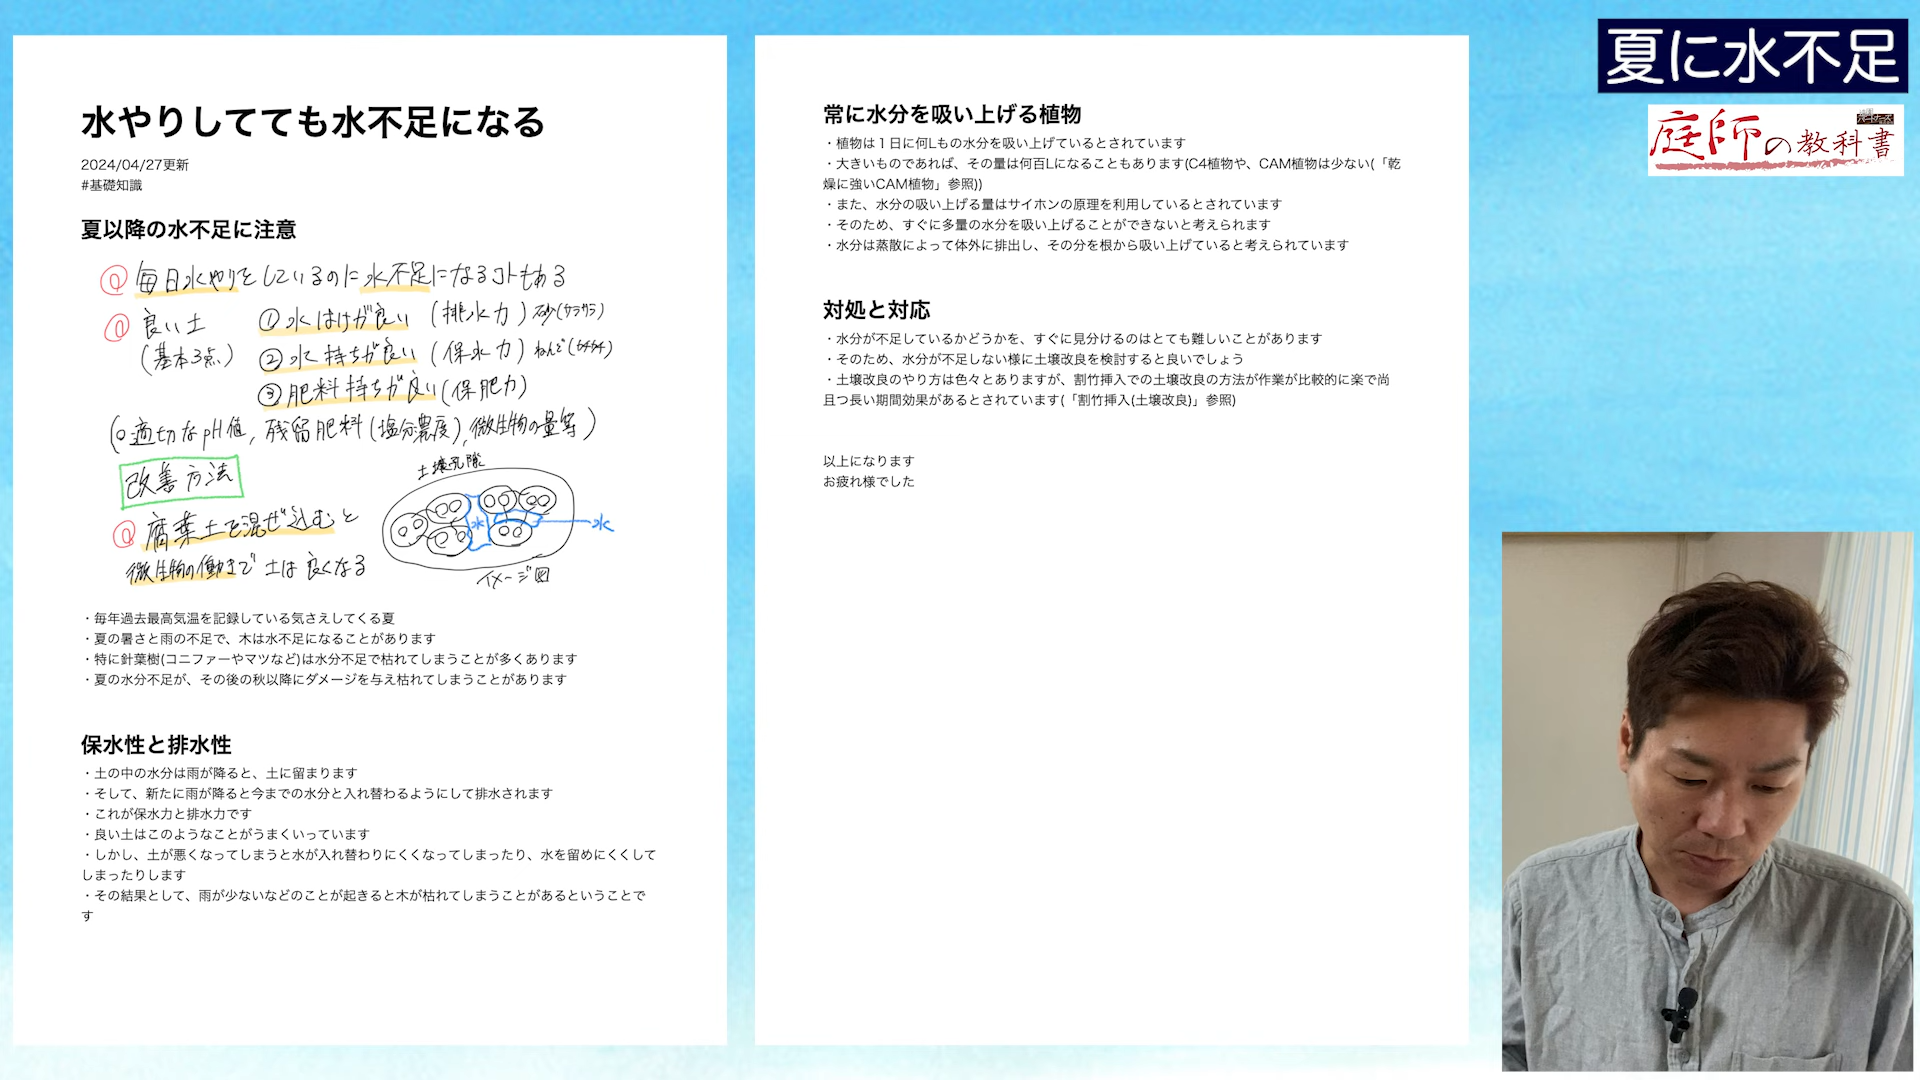 水やりしてても水不足になる
2024/04/27更新
#基礎知識
夏以降の水不足に注意
毎日水やりをしているのに水不足になるコトもある
良い土
(基本3点)
①水はけが良い(排水力)砂(サラサラ)
②水持ちが良い(保水力)ねんど
③肥料持ちが良い(保肥力)
(○適切なpH値,残留肥料(塩分濃度),微生物の量等)
改善方法
土壌孔隙
水
水
イメージ図
腐葉土を混ぜ込むと
微生物の働きで土は良くなる
・毎年過去最高気温を記録している気さえしてくる夏
・夏の暑さと雨の不足で、木は水不足になることがあります
・特に針葉樹(コニファーやマツなど)は水分不足で枯れてしまうことが多くあります
・夏の水分不足が、その後の秋以降にダメージを与え枯れてしまうことがあります
保水性と排水性
・土の中の水分は雨が降ると、土に留まります
・そして、新たに雨が降ると今までの水分と入れ替わるようにして排水されます
・これが保水力と排水力です
・良い土はこのようなことがうまくいっています
・しかし、土が悪くなってしまうと水が入れ替わりにくくなってしまったり、水を留めにくくして
しまったりします
・その結果として、雨が少ないなどのことが起きると木が枯れてしまうことがあるということで
す
常に水分を吸い上げる植物
・植物は１日に何Lもの水分を吸い上げているとされています
・大きいものであれば、その量は何百Lになることもあります(C4植物や、CAM植物は少ない(「乾
燥に強いCAM植物」参照))
・また、水分の吸い上げる量はサイホンの原理を利用しているとされています
・そのため、すぐに多量の水分を吸い上げることができないと考えられます
・水分は蒸散によって体外に排出し、その分を根から吸い上げていると考えられています
対処と対応
・水分が不足しているかどうかを、すぐに見分けるのはとても難しいことがあります
・そのため、水分が不足しない様に土壌改良を検討すると良いでしょう
・土壌改良のやり方は色々とありますが、割竹挿入での土壌改良の方法が作業が比較的に楽で尚
且つ長い期間効果があるとされています(「割竹挿入(土壌改良)」参照)
以上になります
お疲れ様でした
夏に水不足
庭師の教科書